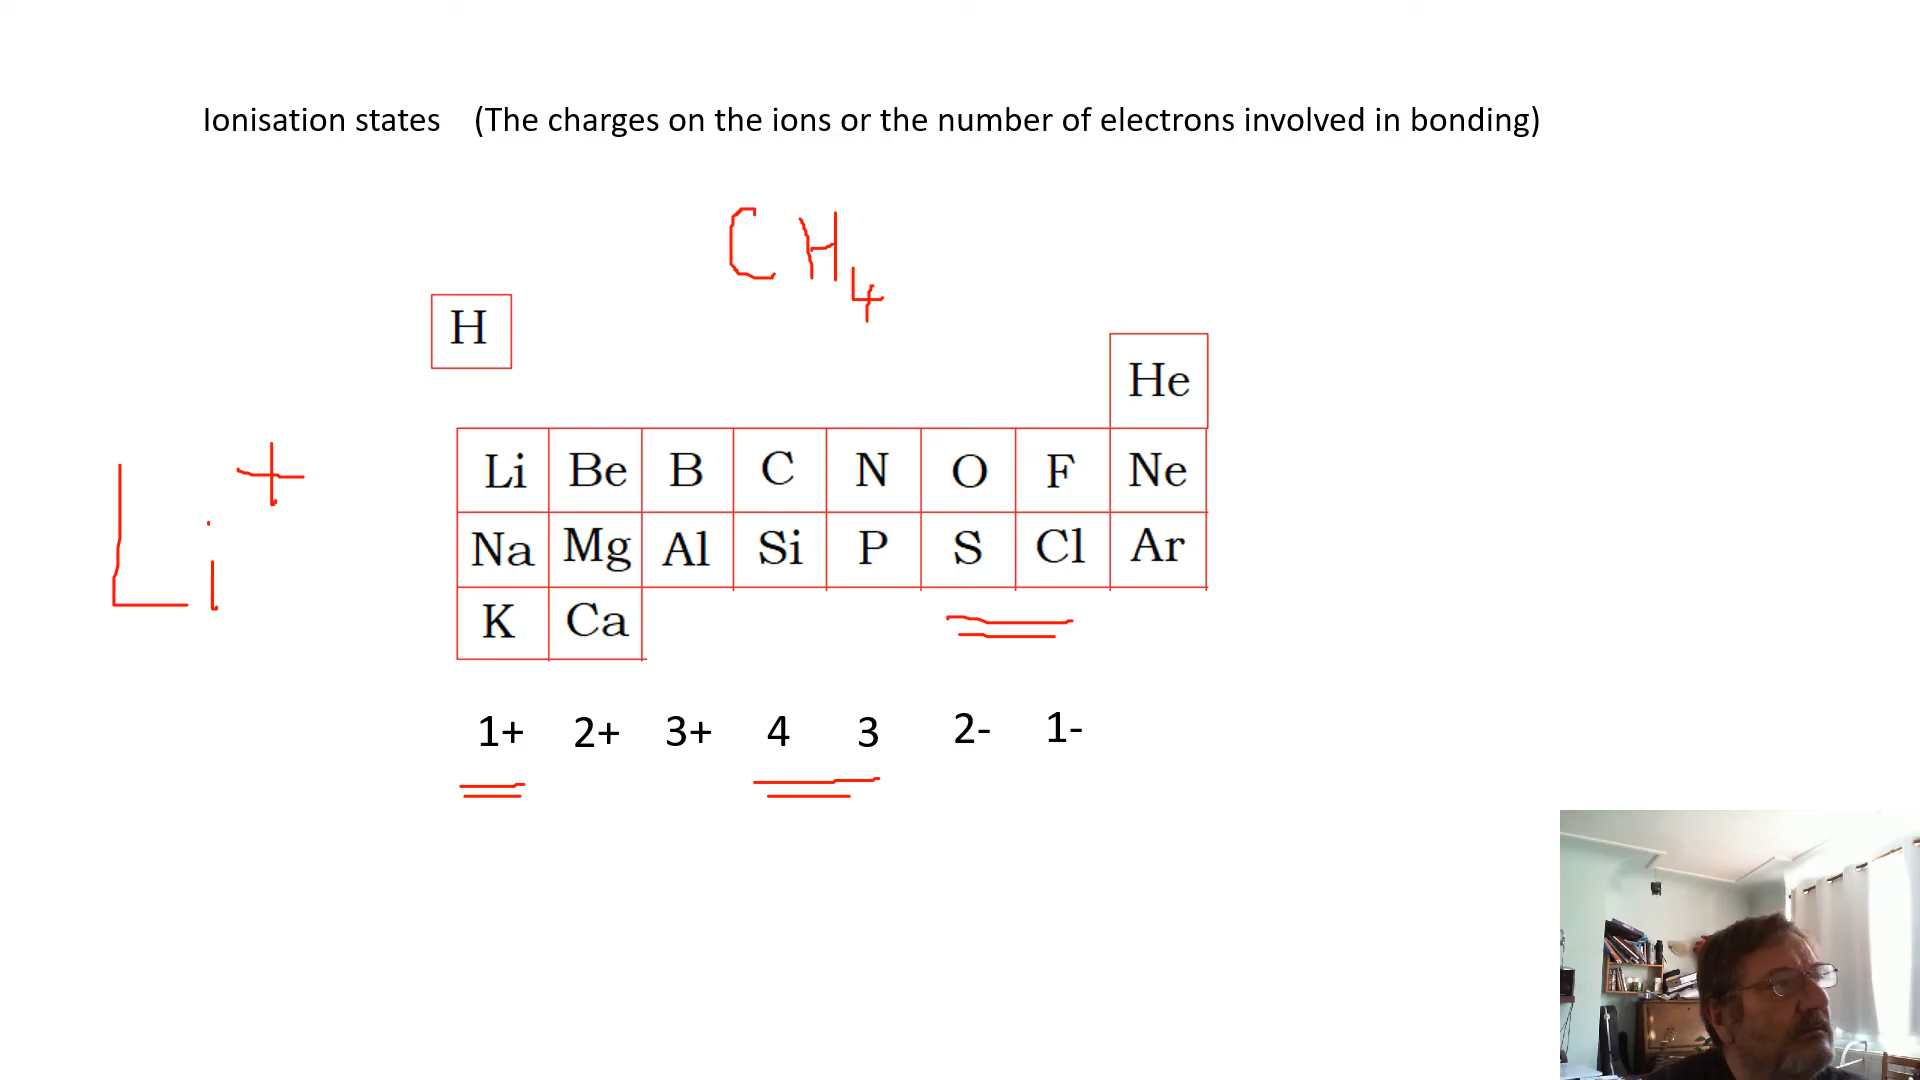 Ionisation states (The charges on the ions or the number of electrons involved in bonding)
CH4
H
He
Li+
Li Be B C N O F Ne
Na Mg Al Si P S Cl Ar
K Ca
1+ 2+ 3+ 4 3 2- 1-